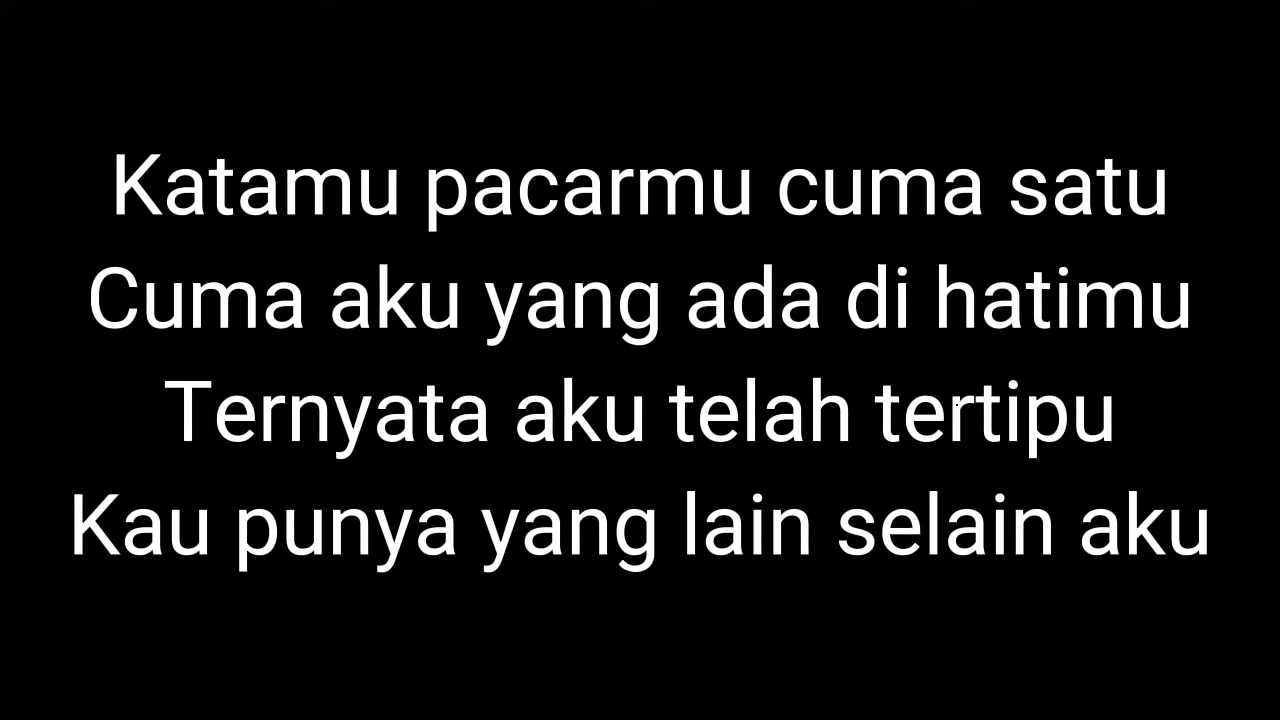 Katamu pacarmu cuma satu
Cuma aku yang ada di hatimu
Ternyata aku telah tertipu
Kau punya yang lain selain aku